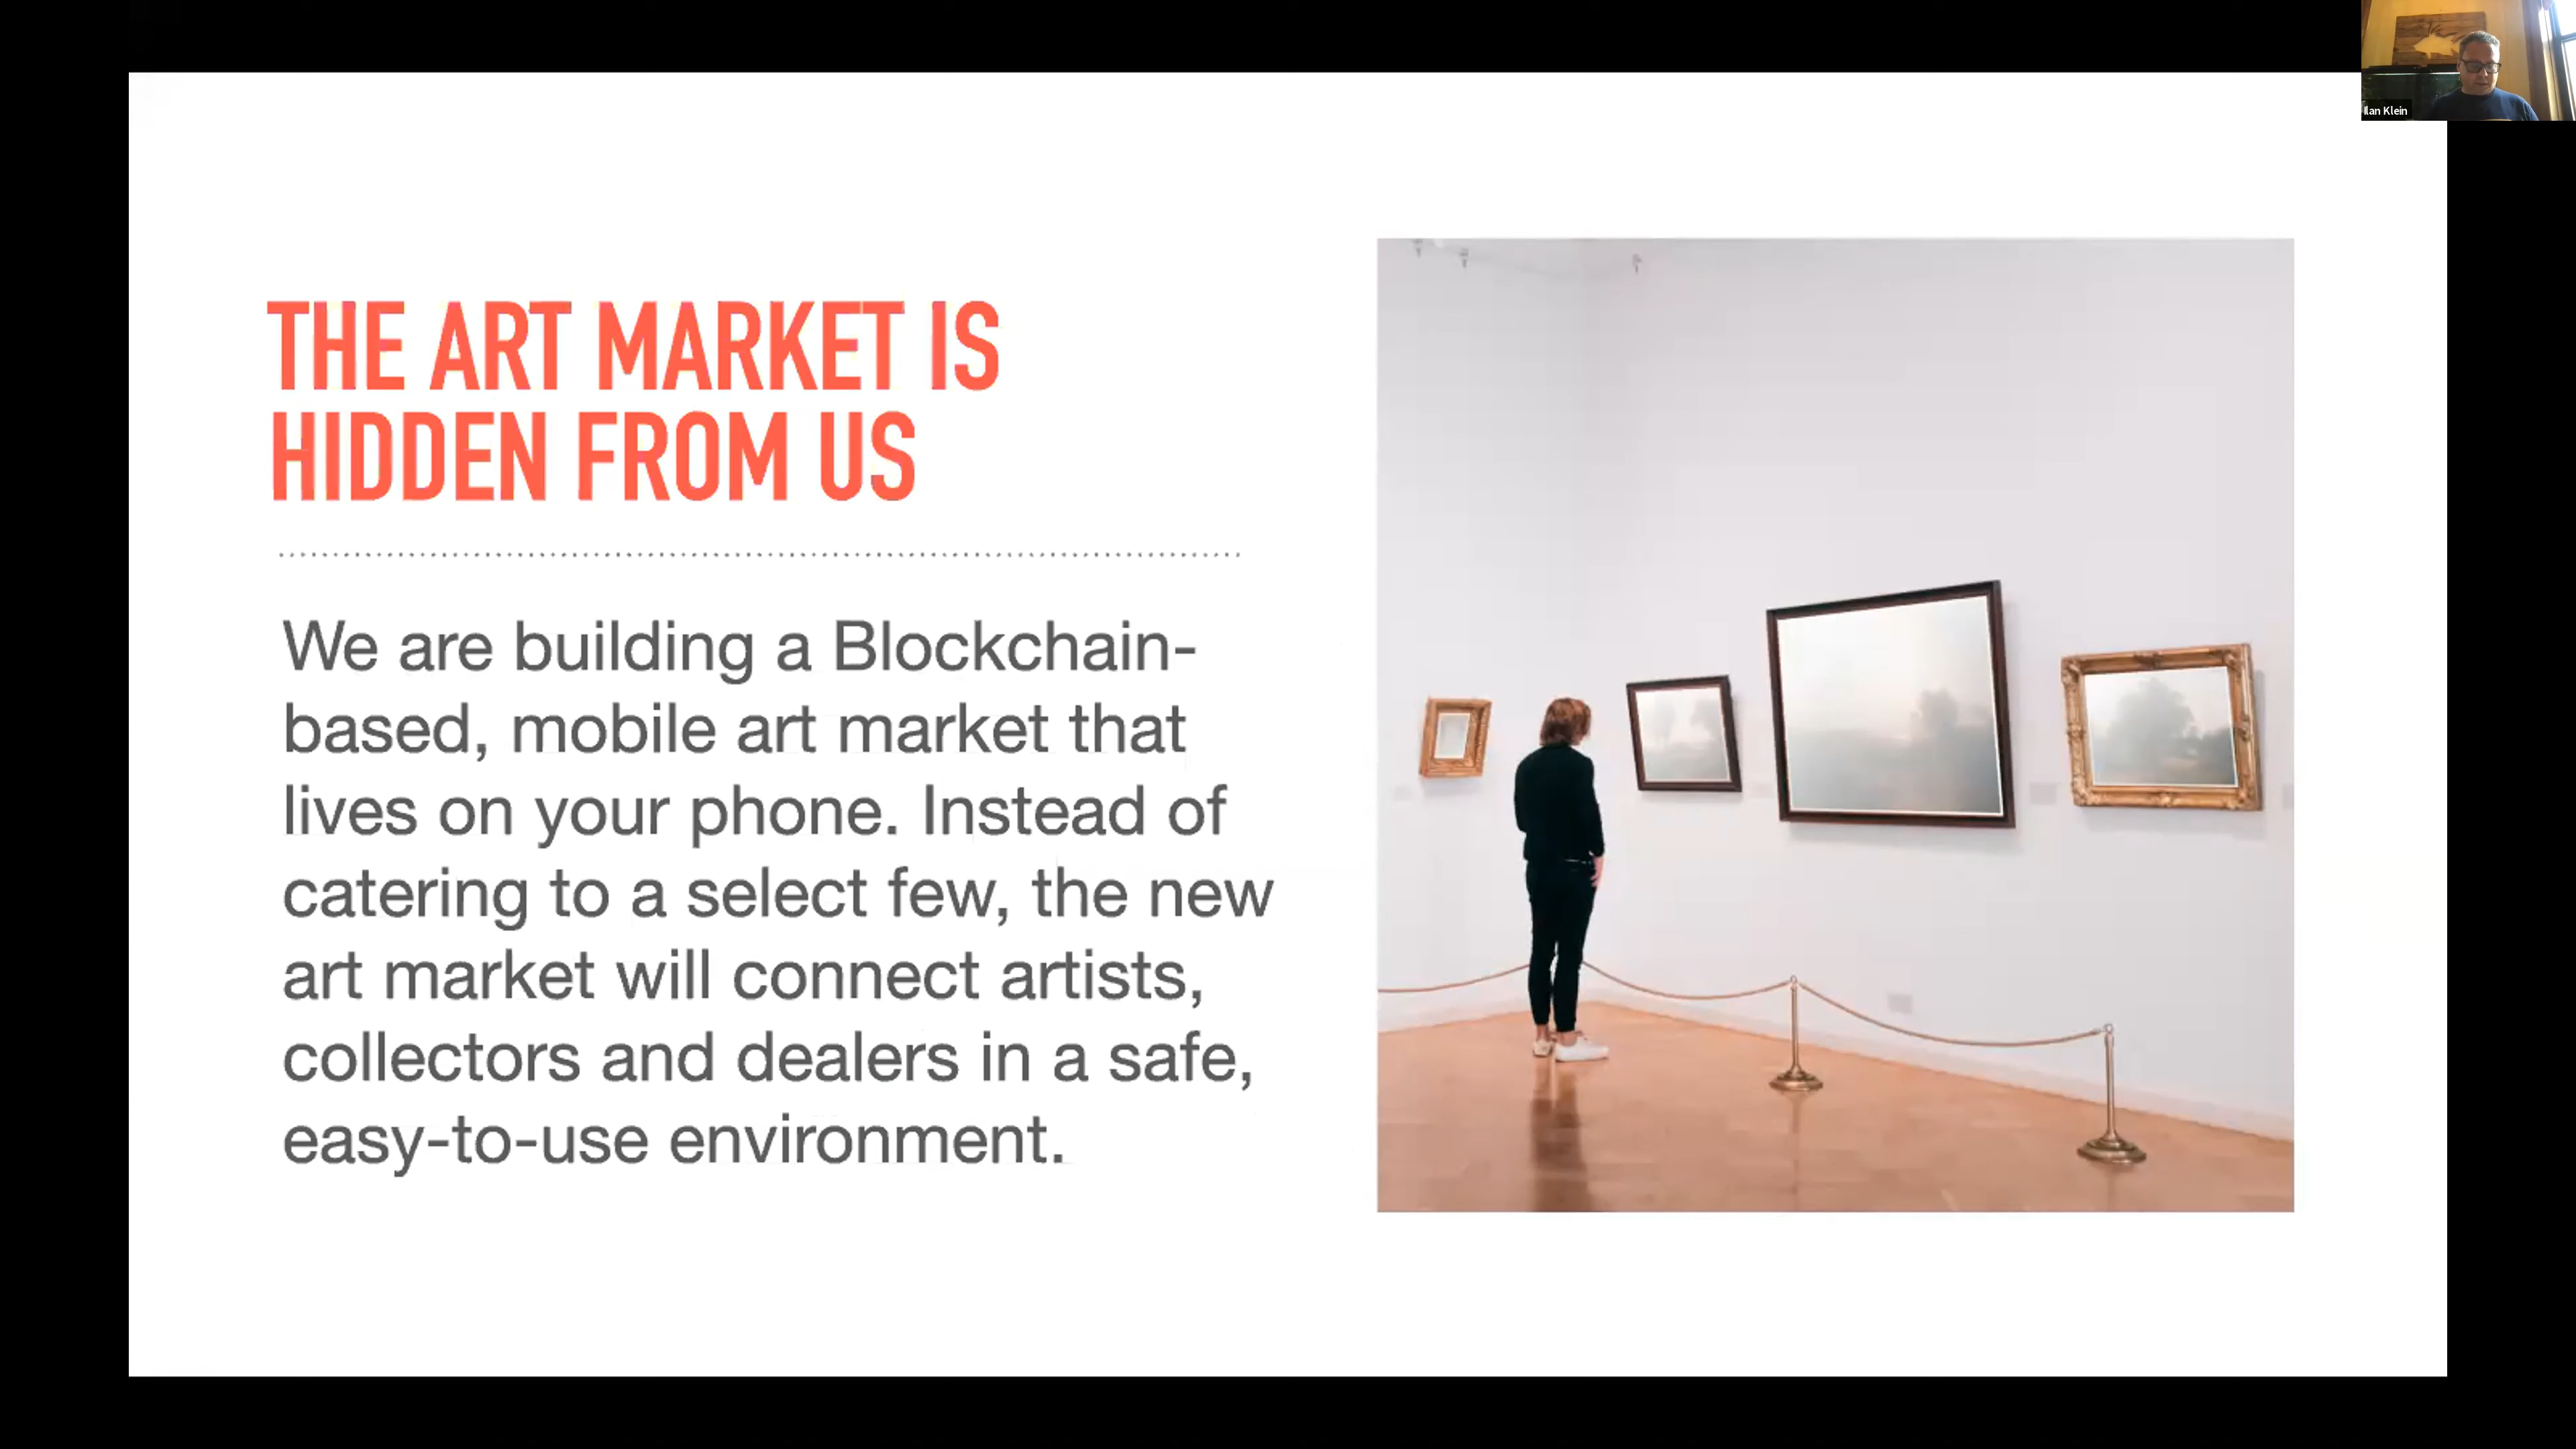 Ilan Klein
THE ART MARKET IS
HIDDEN FROM US
We are building a Blockchain-
based, mobile art market that
lives on your phone. Instead of
catering to a select few, the new
art market will connect artists,
collectors and dealers in a safe,
easy-to-use environment.